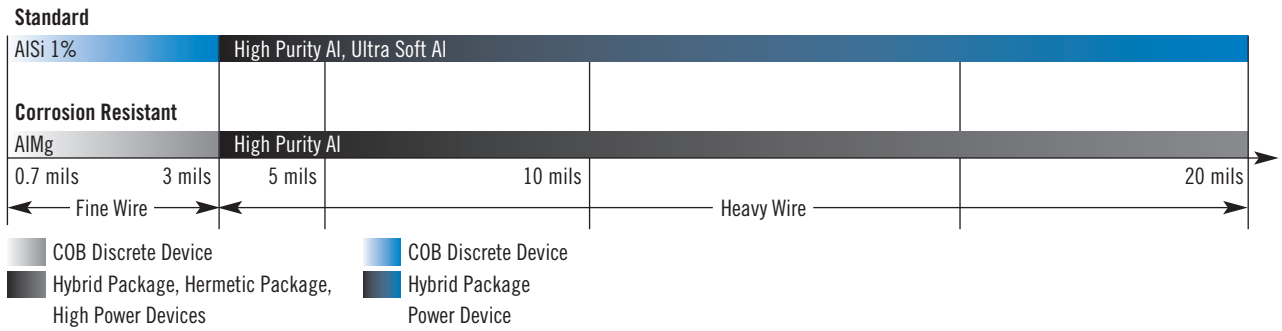 Standard
AlSi 1%
High Purity Al, Ultra Soft Al
Corrosion Resistant
AlMg
High Purity Al
0.7 mils
3 mils
5 mils
10 mils
20 mils
Fine Wire
Heavy Wire
COB Discrete Device
Hybrid Package, Hermetic Package,
High Power Devices
COB Discrete Device
Hybrid Package
Power Device